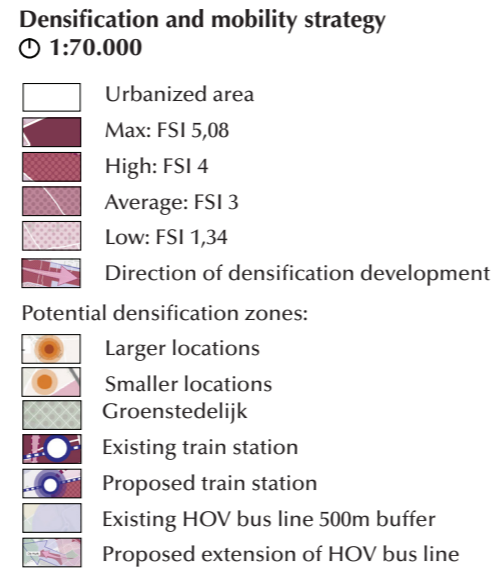 Densification and mobility strategy
1:70.000
Urbanized area
Max: FSI 5,08
High: FSI 4
Average: FSI 3
Low: FSI 1,34
Direction of densification development
Potential densification zones:
Larger locations
Smaller locations
Groenstedelijk
Existing train station
Proposed train station
Existing HOV bus line 500m buffer
Proposed extension of HOV bus line